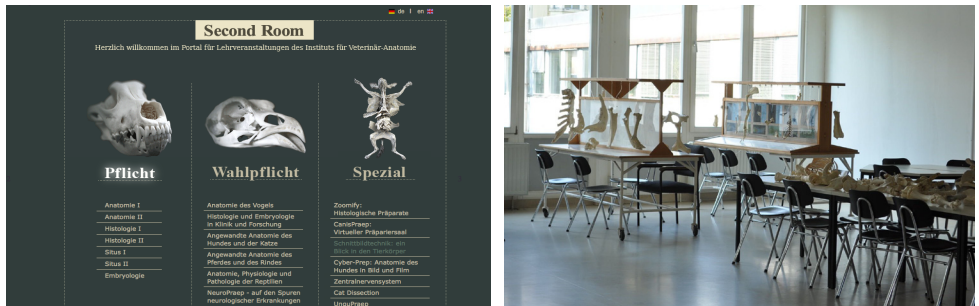 de | en
Second Room
Herzlich willkommen im Portal für Lehrveranstaltungen des Instituts für Veterinär-Anatomie
Pflicht
Anatomie I
Anatomie II
Histologie I
Histologie II
Situs I
Situs II
Embryologie
Wahlpflicht
Anatomie des Vogels
Histologie und Embryologie
in Klinik und Forschung
Angewandte Anatomie des
Hundes und der Katze
Angewandte Anatomie des
Pferdes und des Rindes
Anatomie, Physiologie und
Pathologie der Reptilien
NeuroPraep - auf den Spuren
neurologischer Erkrankungen
Spezial
Zoomify:
Histologische Präparate
CanisPraep:
Virtueller Präpariersaal
Schnittbildtechnik: ein
Blick in den Tierkörper
Cyber-Prep: Anatomie des
Hundes in Bild und Film
Zentralnervensystem
Cat Dissection
UnguPraep